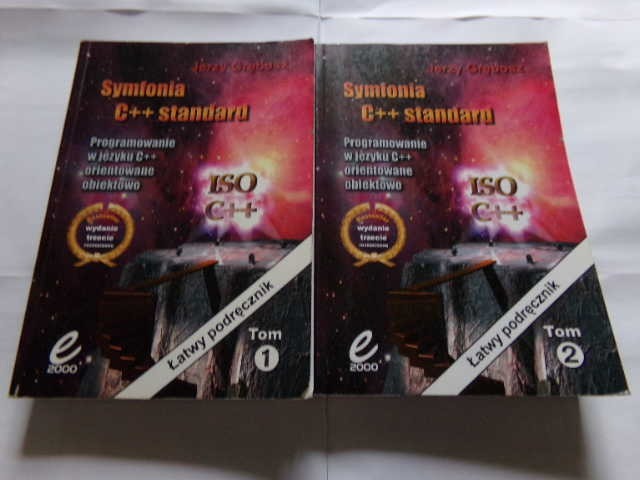 Jerzy Grębosz
Symfonia
C++ standard
Programowanie
w języku C++
orientowane
obiektowo
ISO
C++
wydanie
trzecie
Łatwy podręcznik
Tom
1
e
2000
Jerzy Grębosz
Symfonia
C++ standard
Programowanie
w języku C++
orientowane
obiektowo
ISO
C++
wydanie
trzecie
Łatwy podręcznik
Tom
2
e
2000